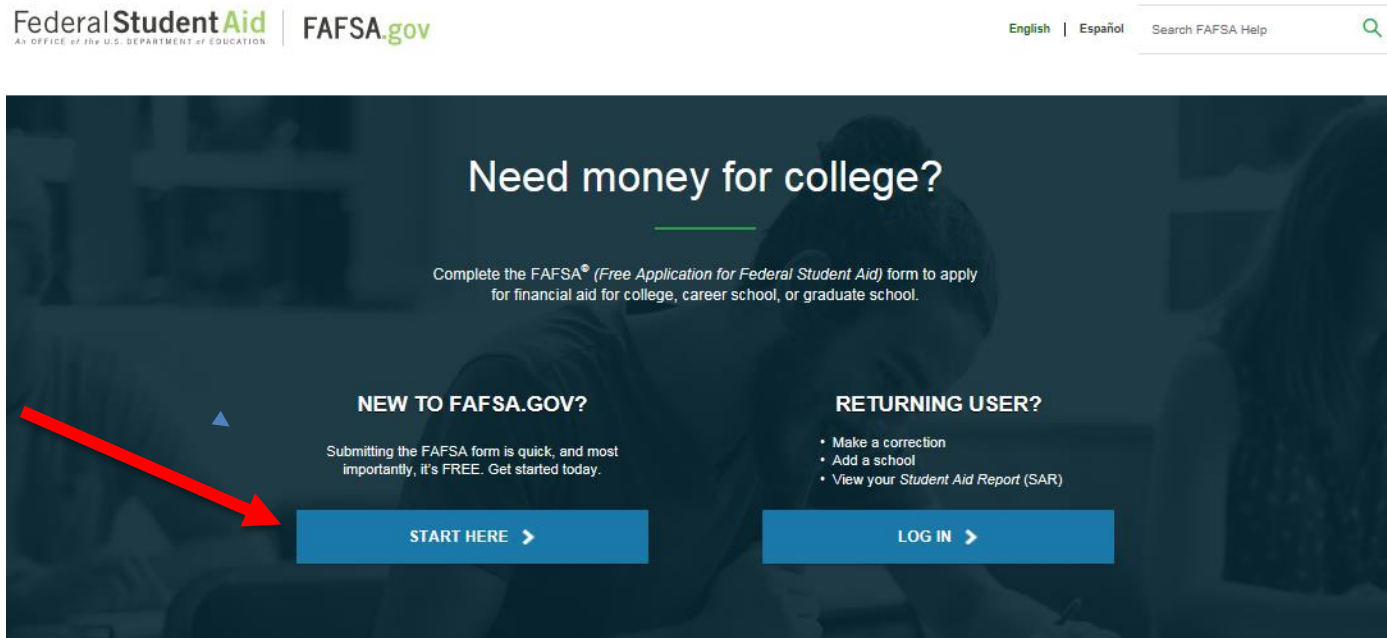 Federal Student Aid
An OFFICE of the U.S. DEPARTMENT of EDUCATION
FAFSA.gov
English | Español
Search FAFSA Help
Need money for college?
Complete the FAFSA® (Free Application for Federal Student Aid) form to apply
for financial aid for college, career school, or graduate school.
NEW TO FAFSA.GOV?
Submitting the FAFSA form is quick, and most
importantly, it's FREE. Get started today.
START HERE
RETURNING USER?
• Make a correction
• Add a school
• View your Student Aid Report (SAR)
LOG IN